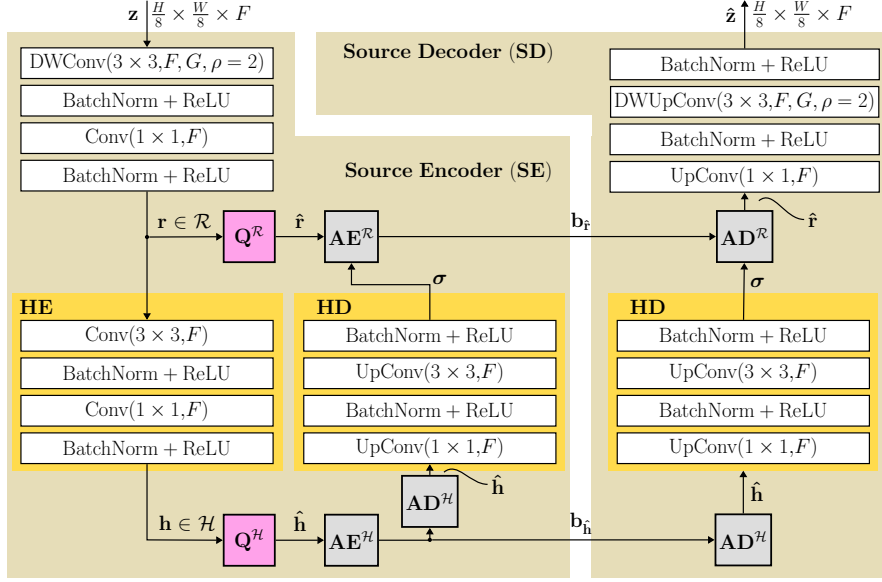 z H/8 × W/8 × F
ẑ H/8 × W/8 × F
DWConv(3 × 3,F, G, ρ = 2)
BatchNorm + ReLU
Conv(1 × 1,F)
BatchNorm + ReLU
Source Decoder (SD)
BatchNorm + ReLU
DWUpConv(3 × 3,F, G, ρ = 2)
BatchNorm + ReLU
UpConv(1 × 1,F)
Source Encoder (SE)
r ∈ ℛ
Q^ℛ
r̂
AE^ℛ
b_r̂
AD^ℛ
r̂
σ
σ
HE
Conv(3 × 3,F)
BatchNorm + ReLU
Conv(1 × 1,F)
BatchNorm + ReLU
HD
BatchNorm + ReLU
UpConv(3 × 3,F)
BatchNorm + ReLU
UpConv(1 × 1,F)
HD
BatchNorm + ReLU
UpConv(3 × 3,F)
BatchNorm + ReLU
UpConv(1 × 1,F)
AD^ℋ
ĥ
ĥ
h ∈ ℋ
Q^ℋ
ĥ
AE^ℋ
b_ĥ
AD^ℋ